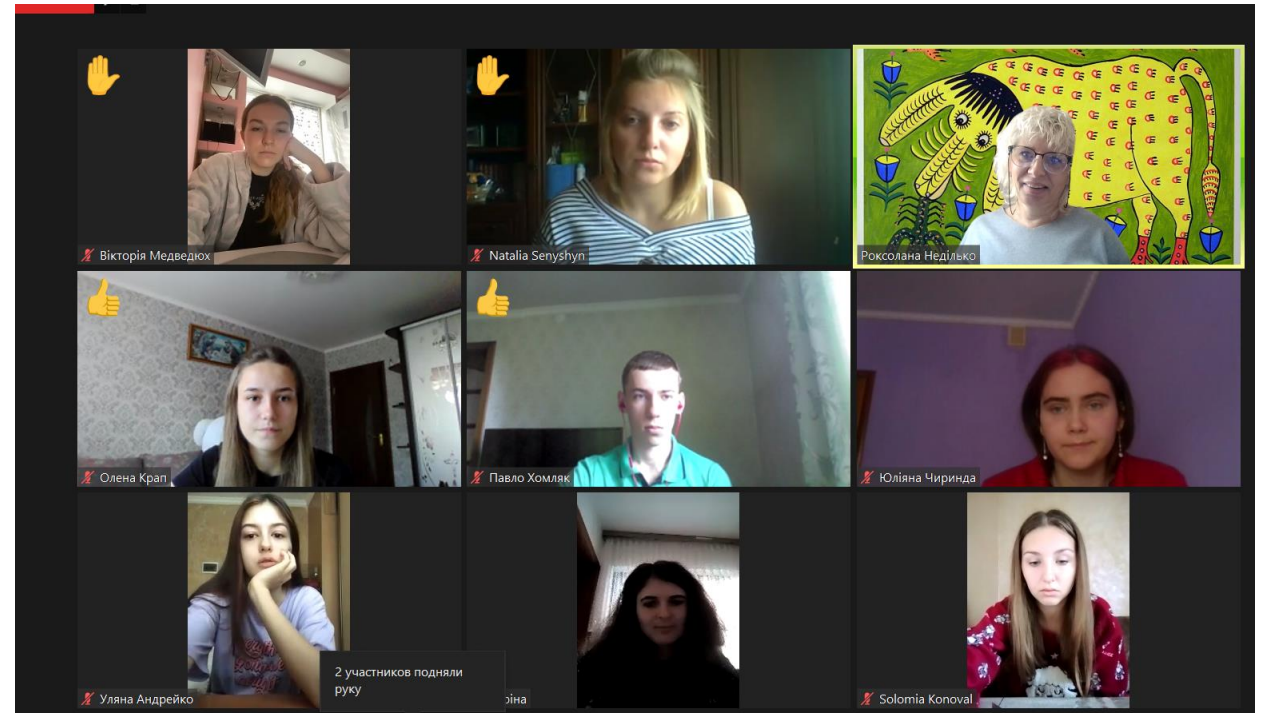 Вікторія Медведюх
Natalia Senyshyn
Роксолана Неділько
Олена Крап
Павло Хомляк
Юліяна Чиринда
Уляна Андрейко
2 участников подняли
руку
ріна
Solomia Konoval